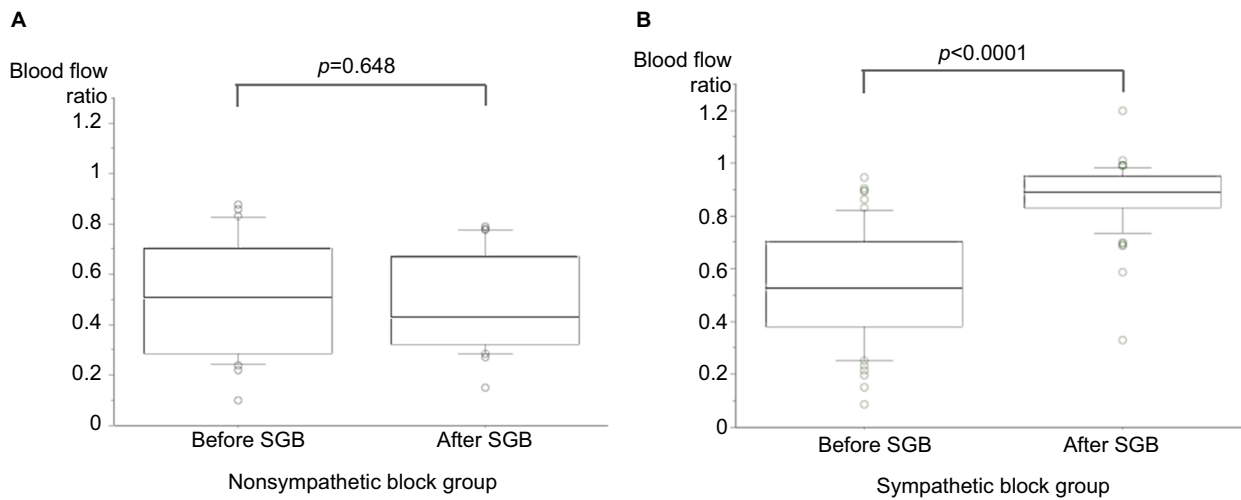 A
Blood flow
ratio
p=0.648
1.2
1
0.8
0.6
0.4
0.2
0
Before SGB
After SGB
Nonsympathetic block group
B
Blood flow
ratio
p<0.0001
1.2
1
0.8
0.6
0.4
0.2
0
Before SGB
After SGB
Sympathetic block group